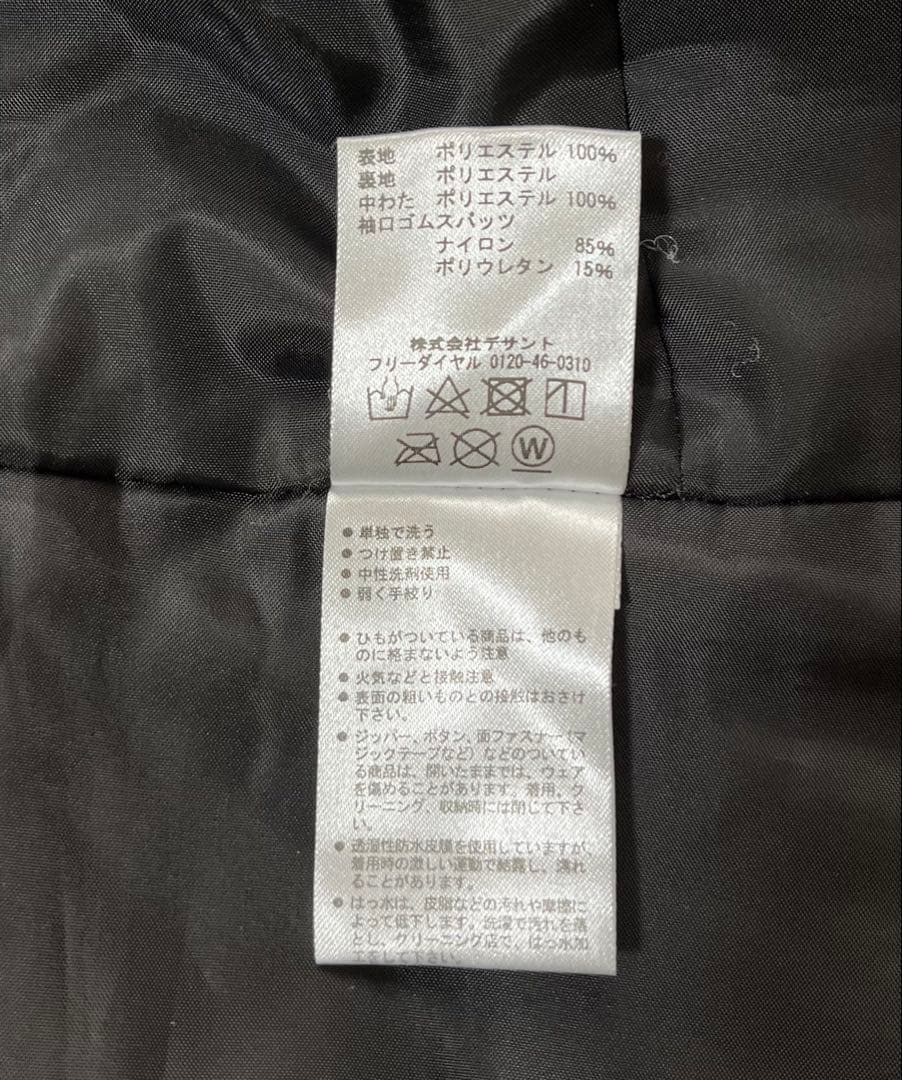 表地 ポリエステル 100%
裏地 ポリエステル
中わた ポリエステル 100%
袖口ゴムスパッツ
ナイロン 85%
ポリウレタン 15%
株式会社デサント
フリーダイヤル 0120-46-0310
W
● 単独で洗う
● つけ置き禁止
● 中性洗剤使用
● 弱く手絞り
● ひもがついている商品は、他のも
のに絡まないよう注意
● 火気などと接触注意
● 表面の粗いものとの接触はおさけ
下さい。
● ジッパー、ボタン、面ファスナー(マ
ジックテープなど)などのついてい
る商品は、開いたままでは、ウェア
を傷めることがあります。着用、ク
リーニング、収納時には閉じて下さ
い。
● 透湿性防水皮膜を使用していますが、
着用時の激しい運動で結露し、濡れ
ることがあります。
● はっ水は、皮脂などの汚れや摩擦に
よって低下します。洗濯で汚れを落
とし、クリーニング店で、はっ水加
工をして下さい。